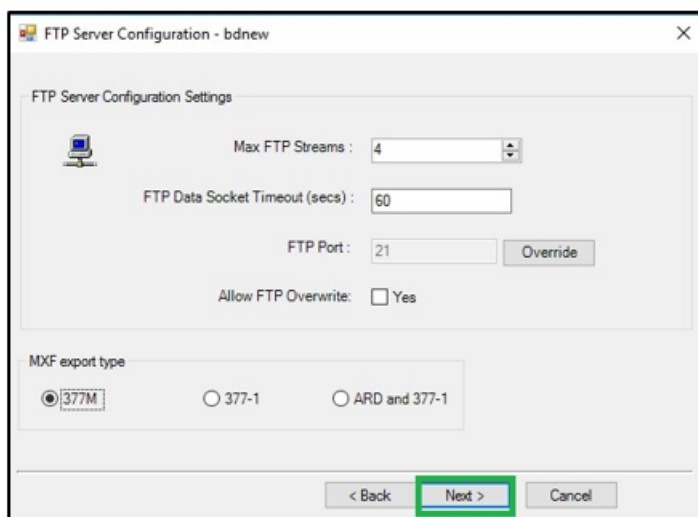 FTP Server Configuration - bdnew
FTP Server Configuration Settings
Max FTP Streams : 4
FTP Data Socket Timeout (secs) : 60
FTP Port : 21 Override
Allow FTP Overwrite: Yes
MXF export type
377M 377-1 ARD and 377-1
< Back Next > Cancel